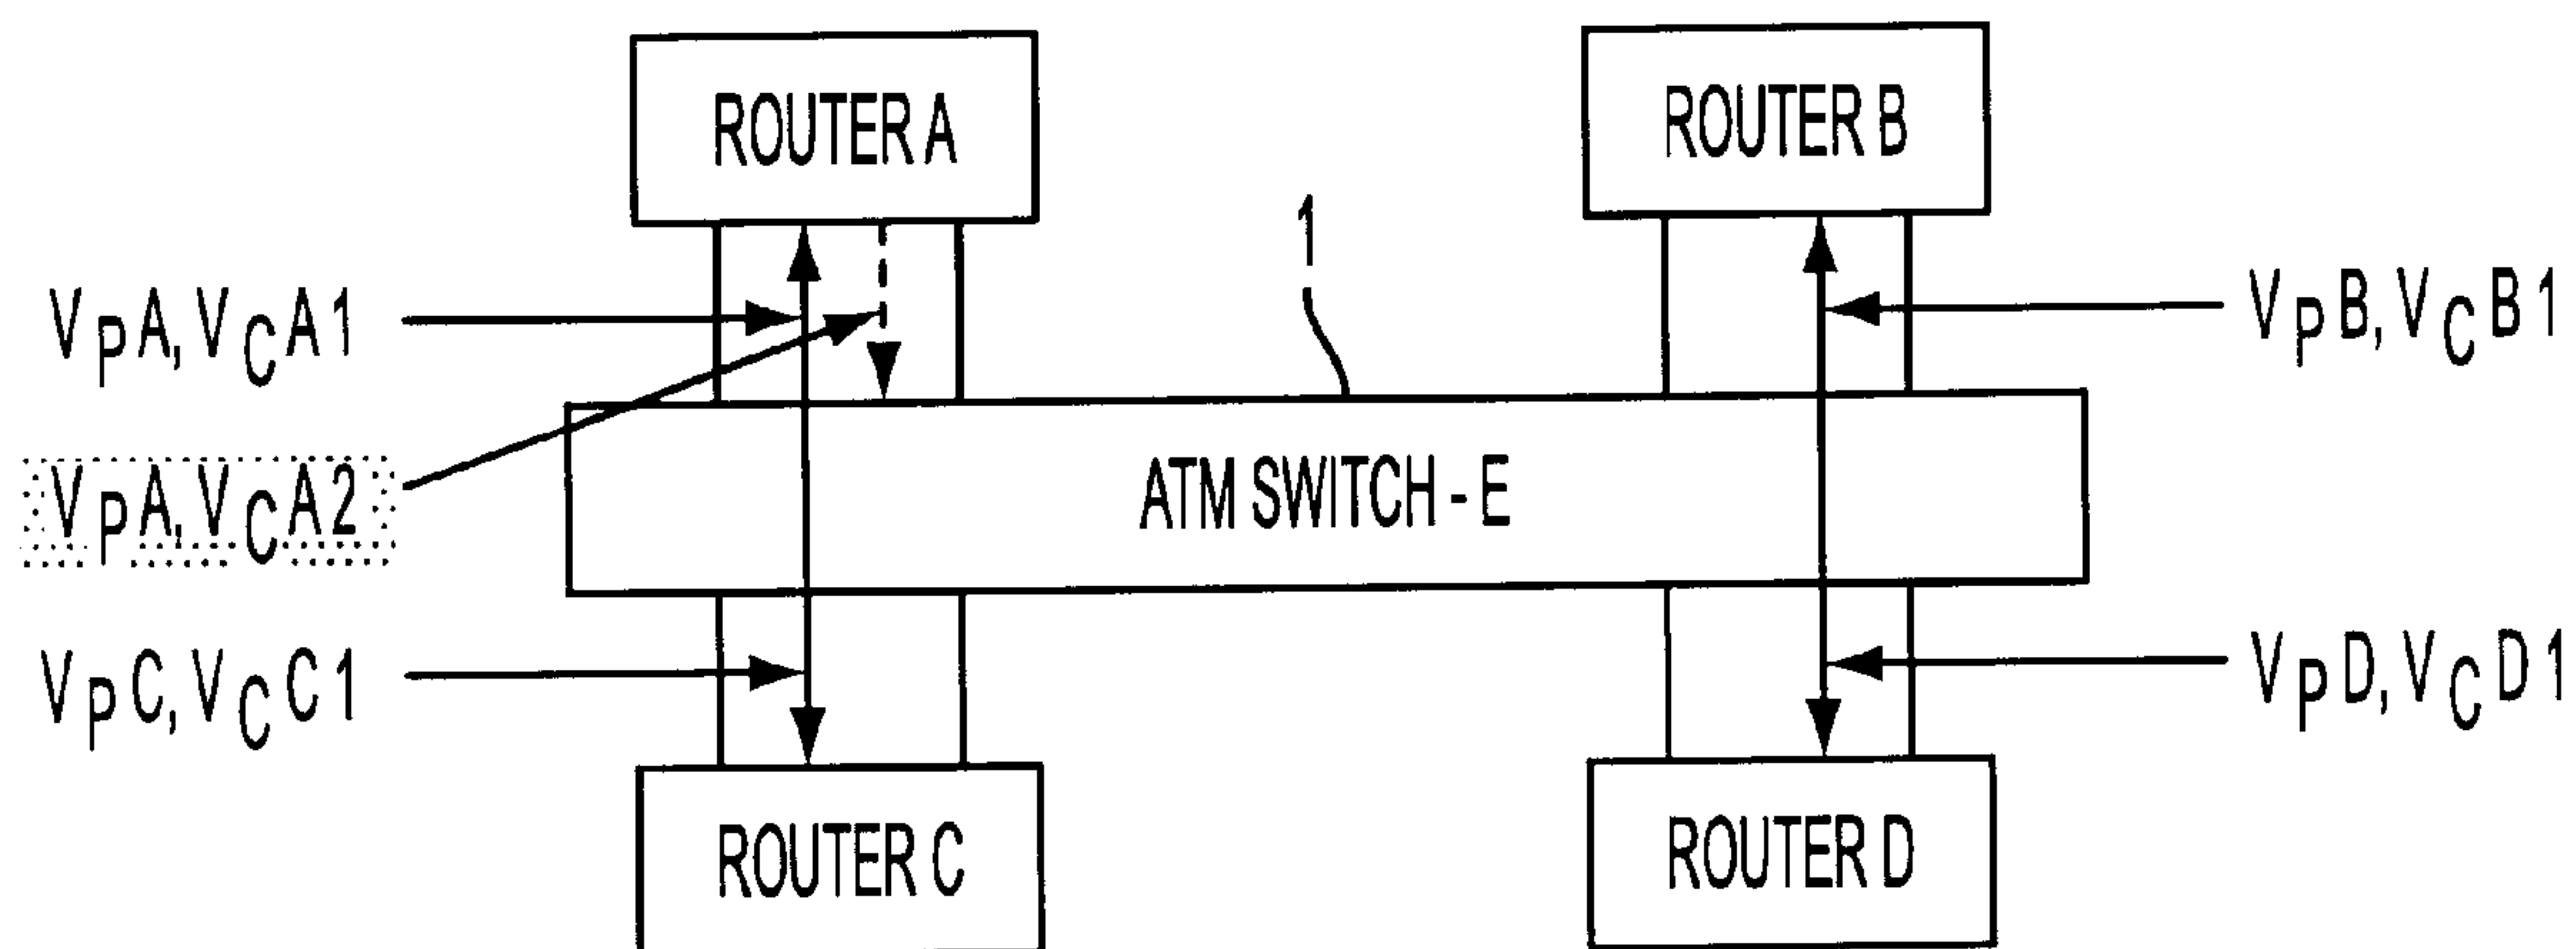 ROUTER A
ROUTER B
1
VPA, VCA1
VPB, VCB1
VPA, VCA2
ATM SWITCH - E
VPC, VCC1
VPD, VCD1
ROUTER C
ROUTER D